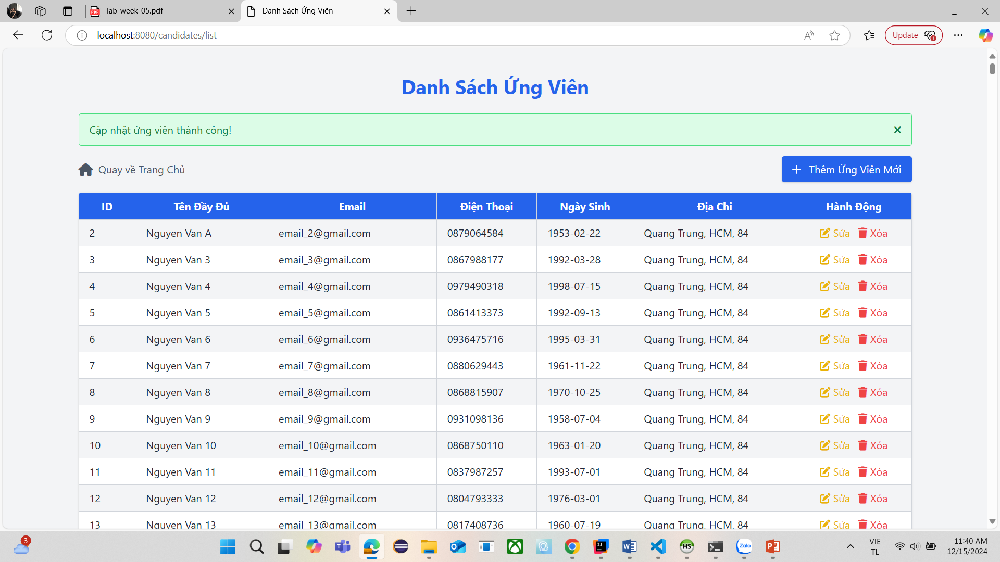 lab-week-05.pdf
Danh Sách Ứng Viên
localhost:8080/candidates/list
Update
Danh Sách Ứng Viên
Cập nhật ứng viên thành công!
Quay về Trang Chủ
Thêm Ứng Viên Mới
ID Tên Đầy Đủ Email Điện Thoại Ngày Sinh Địa Chỉ Hành Động
2 Nguyen Van A email_2@gmail.com 0879064584 1953-02-22 Quang Trung, HCM, 84 Sửa Xóa
3 Nguyen Van 3 email_3@gmail.com 0867988177 1992-03-28 Quang Trung, HCM, 84 Sửa Xóa
4 Nguyen Van 4 email_4@gmail.com 0979490318 1998-07-15 Quang Trung, HCM, 84 Sửa Xóa
5 Nguyen Van 5 email_5@gmail.com 0861413373 1992-09-13 Quang Trung, HCM, 84 Sửa Xóa
6 Nguyen Van 6 email_6@gmail.com 0936475716 1995-03-31 Quang Trung, HCM, 84 Sửa Xóa
7 Nguyen Van 7 email_7@gmail.com 0880629443 1961-11-22 Quang Trung, HCM, 84 Sửa Xóa
8 Nguyen Van 8 email_8@gmail.com 0868815907 1970-10-25 Quang Trung, HCM, 84 Sửa Xóa
9 Nguyen Van 9 email_9@gmail.com 0931098136 1958-07-04 Quang Trung, HCM, 84 Sửa Xóa
10 Nguyen Van 10 email_10@gmail.com 0868750110 1963-01-20 Quang Trung, HCM, 84 Sửa Xóa
11 Nguyen Van 11 email_11@gmail.com 0837987257 1993-07-01 Quang Trung, HCM, 84 Sửa Xóa
12 Nguyen Van 12 email_12@gmail.com 0804793333 1976-03-01 Quang Trung, HCM, 84 Sửa Xóa
13 Nguyen Van 13 email_13@gmail.com 0817408736 1960-07-19 Quang Trung, HCM, 84 Sửa Xóa
3
VIE
TL
11:40 AM
12/15/2024